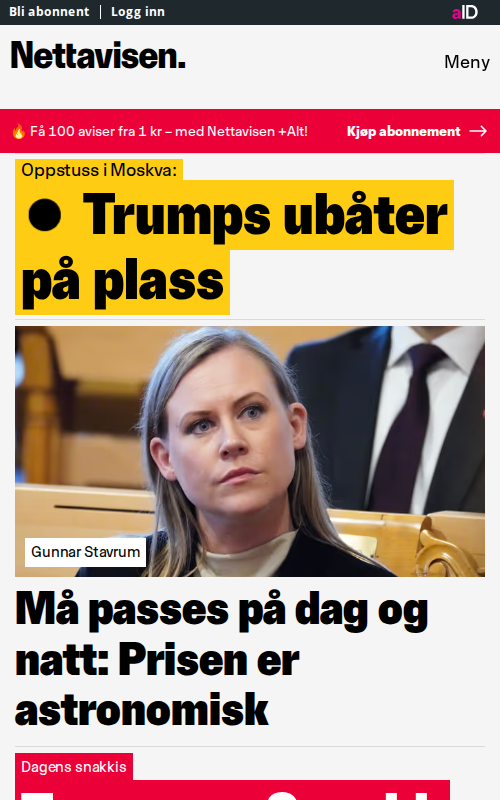 Bli abonnent | Logg inn
aID
Nettavisen.
Meny
🔥 Få 100 aviser fra 1 kr – med Nettavisen +Alt!
Kjøp abonnement →
Oppstuss i Moskva:
● Trumps ubåter
på plass
Gunnar Stavrum
Må passes på dag og
natt: Prisen er
astronomisk
Dagens snakkis